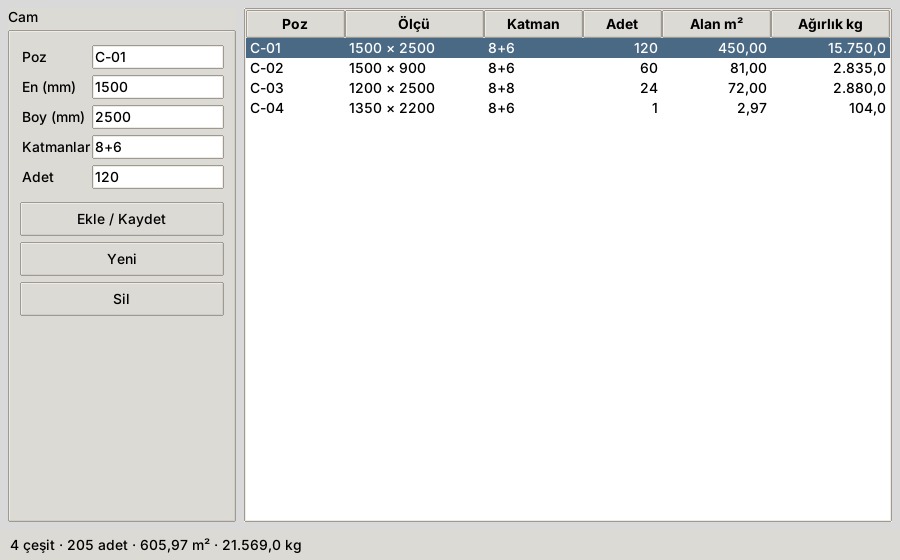 Cam
Poz C-01
En (mm) 1500
Boy (mm) 2500
Katmanlar 8+6
Adet 120
Ekle / Kaydet
Yeni
Sil
Poz Ölçü Katman Adet Alan m² Ağırlık kg
C-01 1500 × 2500 8+6 120 450,00 15.750,0
C-02 1500 × 900 8+6 60 81,00 2.835,0
C-03 1200 × 2500 8+8 24 72,00 2.880,0
C-04 1350 × 2200 8+6 1 2,97 104,0
4 çeşit · 205 adet · 605,97 m² · 21.569,0 kg